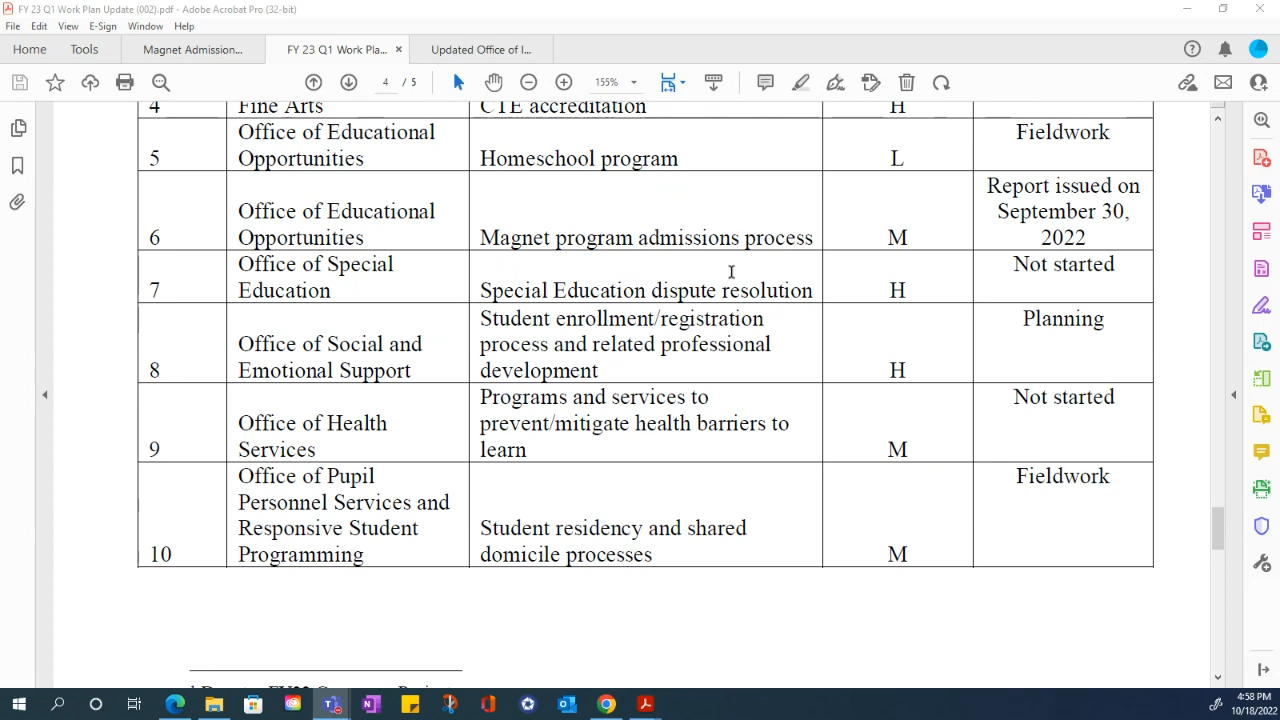 FY 23 Q1 Work Plan Update (002).pdf - Adobe Acrobat Pro (32-bit)
File Edit View E-Sign Window Help
Home Tools Magnet Admission... FY 23 Q1 Work Pla... × Updated Office of I...
4 / 5 155%
4 Fine Arts CTE accreditation H
Office of Educational Fieldwork
5 Opportunities Homeschool program L
Report issued on
Office of Educational September 30,
6 Opportunities Magnet program admissions process M 2022
Office of Special Not started
7 Education Special Education dispute resolution H
Student enrollment/registration Planning
Office of Social and process and related professional
8 Emotional Support development H
Programs and services to Not started
Office of Health prevent/mitigate health barriers to
9 Services learn M
Office of Pupil Fieldwork
Personnel Services and
Responsive Student Student residency and shared
10 Programming domicile processes M
4:58 PM
10/18/2022